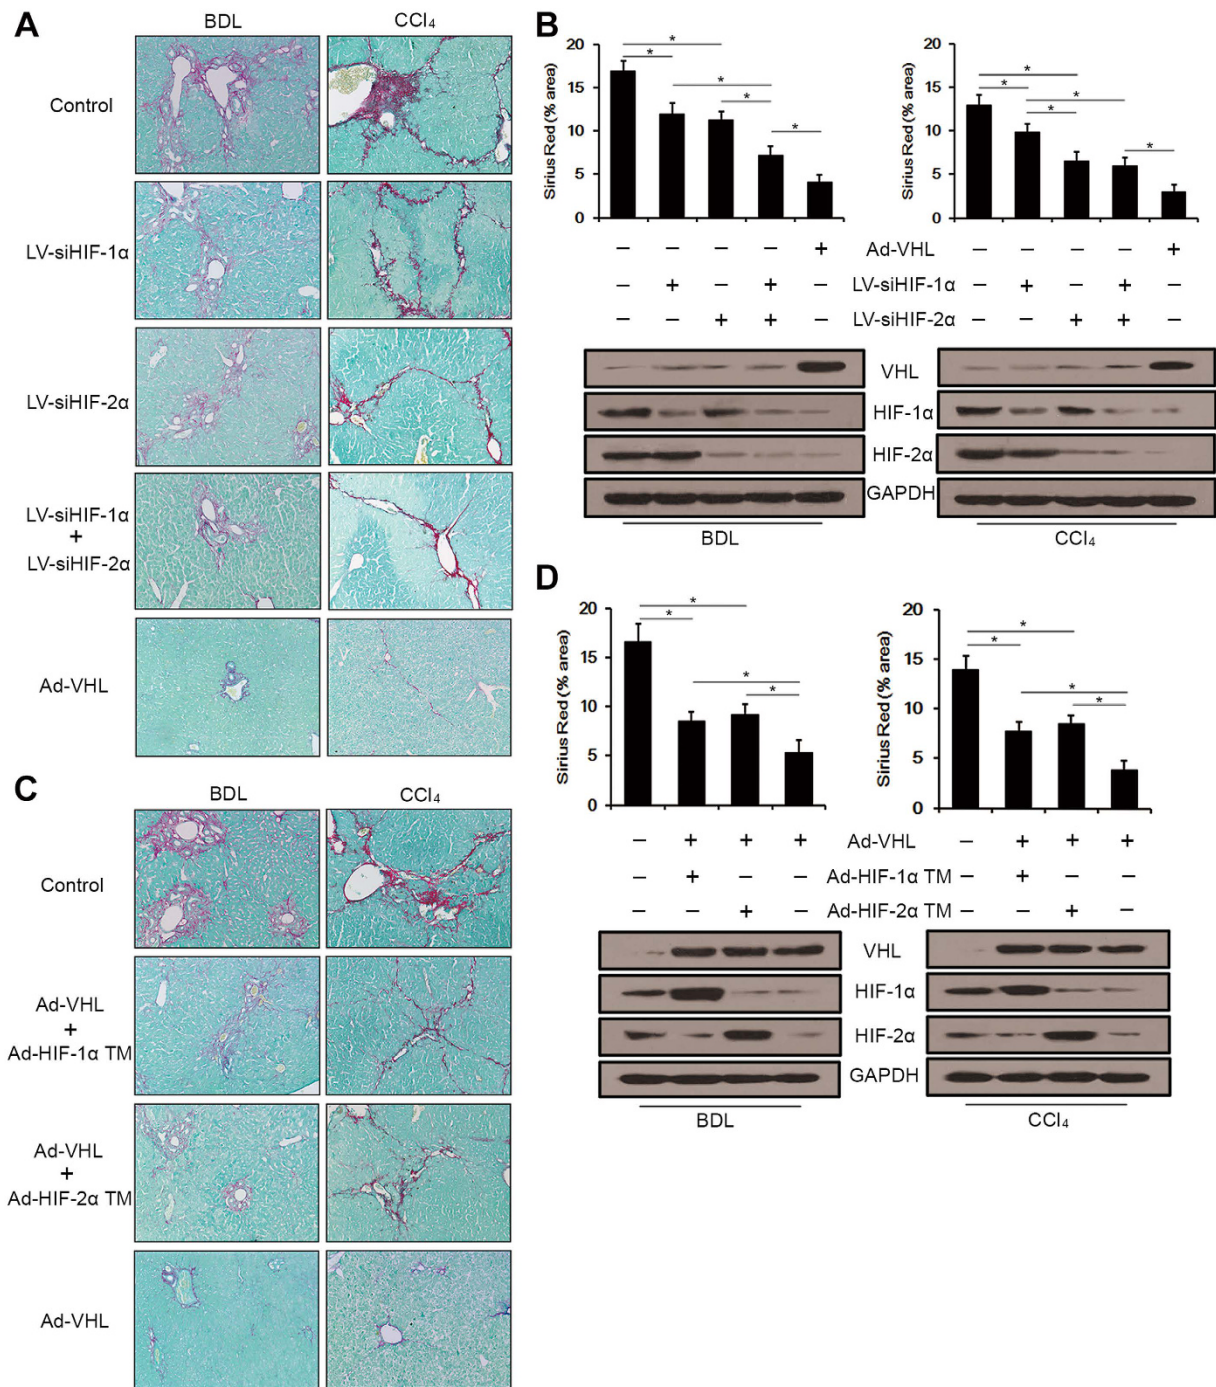 A
BDL
CCl₄
Control
LV-siHIF-1α
LV-siHIF-2α
LV-siHIF-1α
+
LV-siHIF-2α
Ad-VHL
B
20
15
10
5
0
Sirius Red (% area)
* * * * *
20
15
10
5
0
Sirius Red (% area)
* * * * *
– – – – + Ad-VHL – – – – +
– + – + – LV-siHIF-1α – + – + –
– – + + – LV-siHIF-2α – – + + –
VHL
HIF-1α
HIF-2α
GAPDH
BDL
CCl₄
C
BDL
CCl₄
Control
Ad-VHL
+
Ad-HIF-1α TM
Ad-VHL
+
Ad-HIF-2α TM
Ad-VHL
D
20
15
10
5
0
Sirius Red (% area)
* * * *
20
15
10
5
0
Sirius Red (% area)
* * * *
– + + + Ad-VHL – + + +
– + – – Ad-HIF-1α TM – + – –
– – + – Ad-HIF-2α TM – – + –
VHL
HIF-1α
HIF-2α
GAPDH
BDL
CCl₄